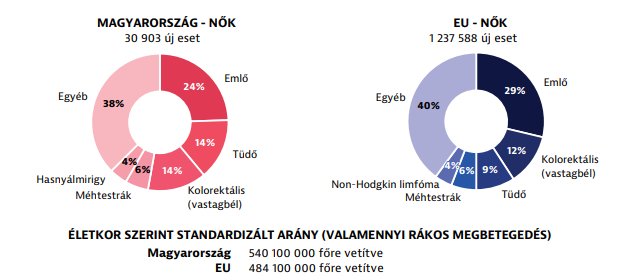 MAGYARORSZÁG - NŐK
30 903 új eset
24%
Emlő
14%
Tüdő
14%
Kolorektális
(vastagbél)
6%
Méhtestrák
4%
Hasnyálmirigy
38%
Egyéb
EU - NŐK
1 237 588 új eset
29%
Emlő
12%
Kolorektális
(vastagbél)
9%
Tüdő
6%
Méhtestrák
4%
Non-Hodgkin limfóma
40%
Egyéb
ÉLETKOR SZERINT STANDARDIZÁLT ARÁNY (VALAMENNYI RÁKOS MEGBETEGEDÉS)
Magyarország 540 100 000 főre vetítve
EU 484 100 000 főre vetítve